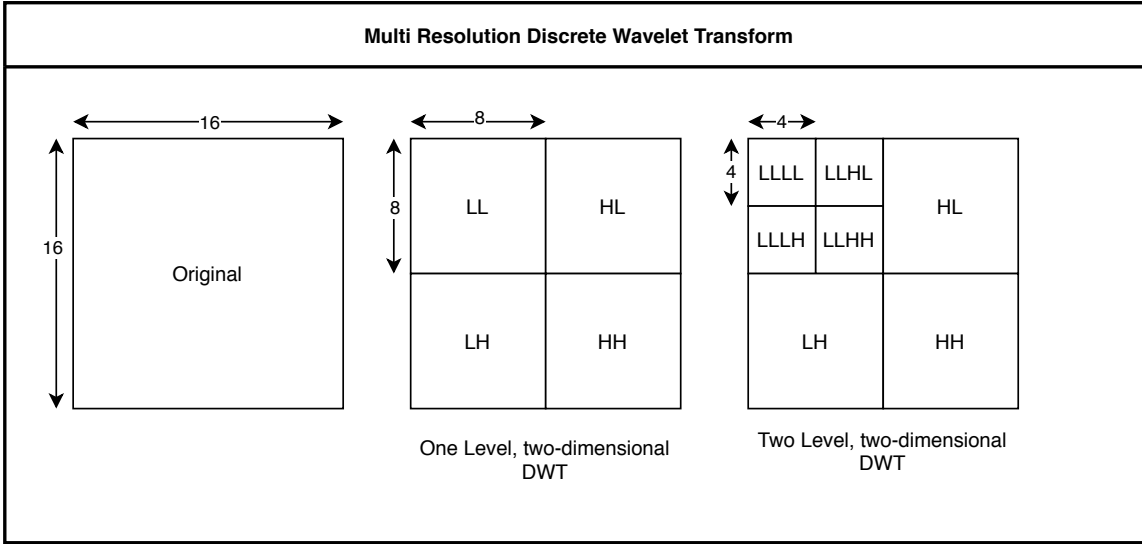 Multi Resolution Discrete Wavelet Transform
16
16
Original
8
8
LL
HL
LH
HH
One Level, two-dimensional
DWT
4
4
LLLL
LLHL
HL
LLLH
LLHH
LH
HH
Two Level, two-dimensional
DWT